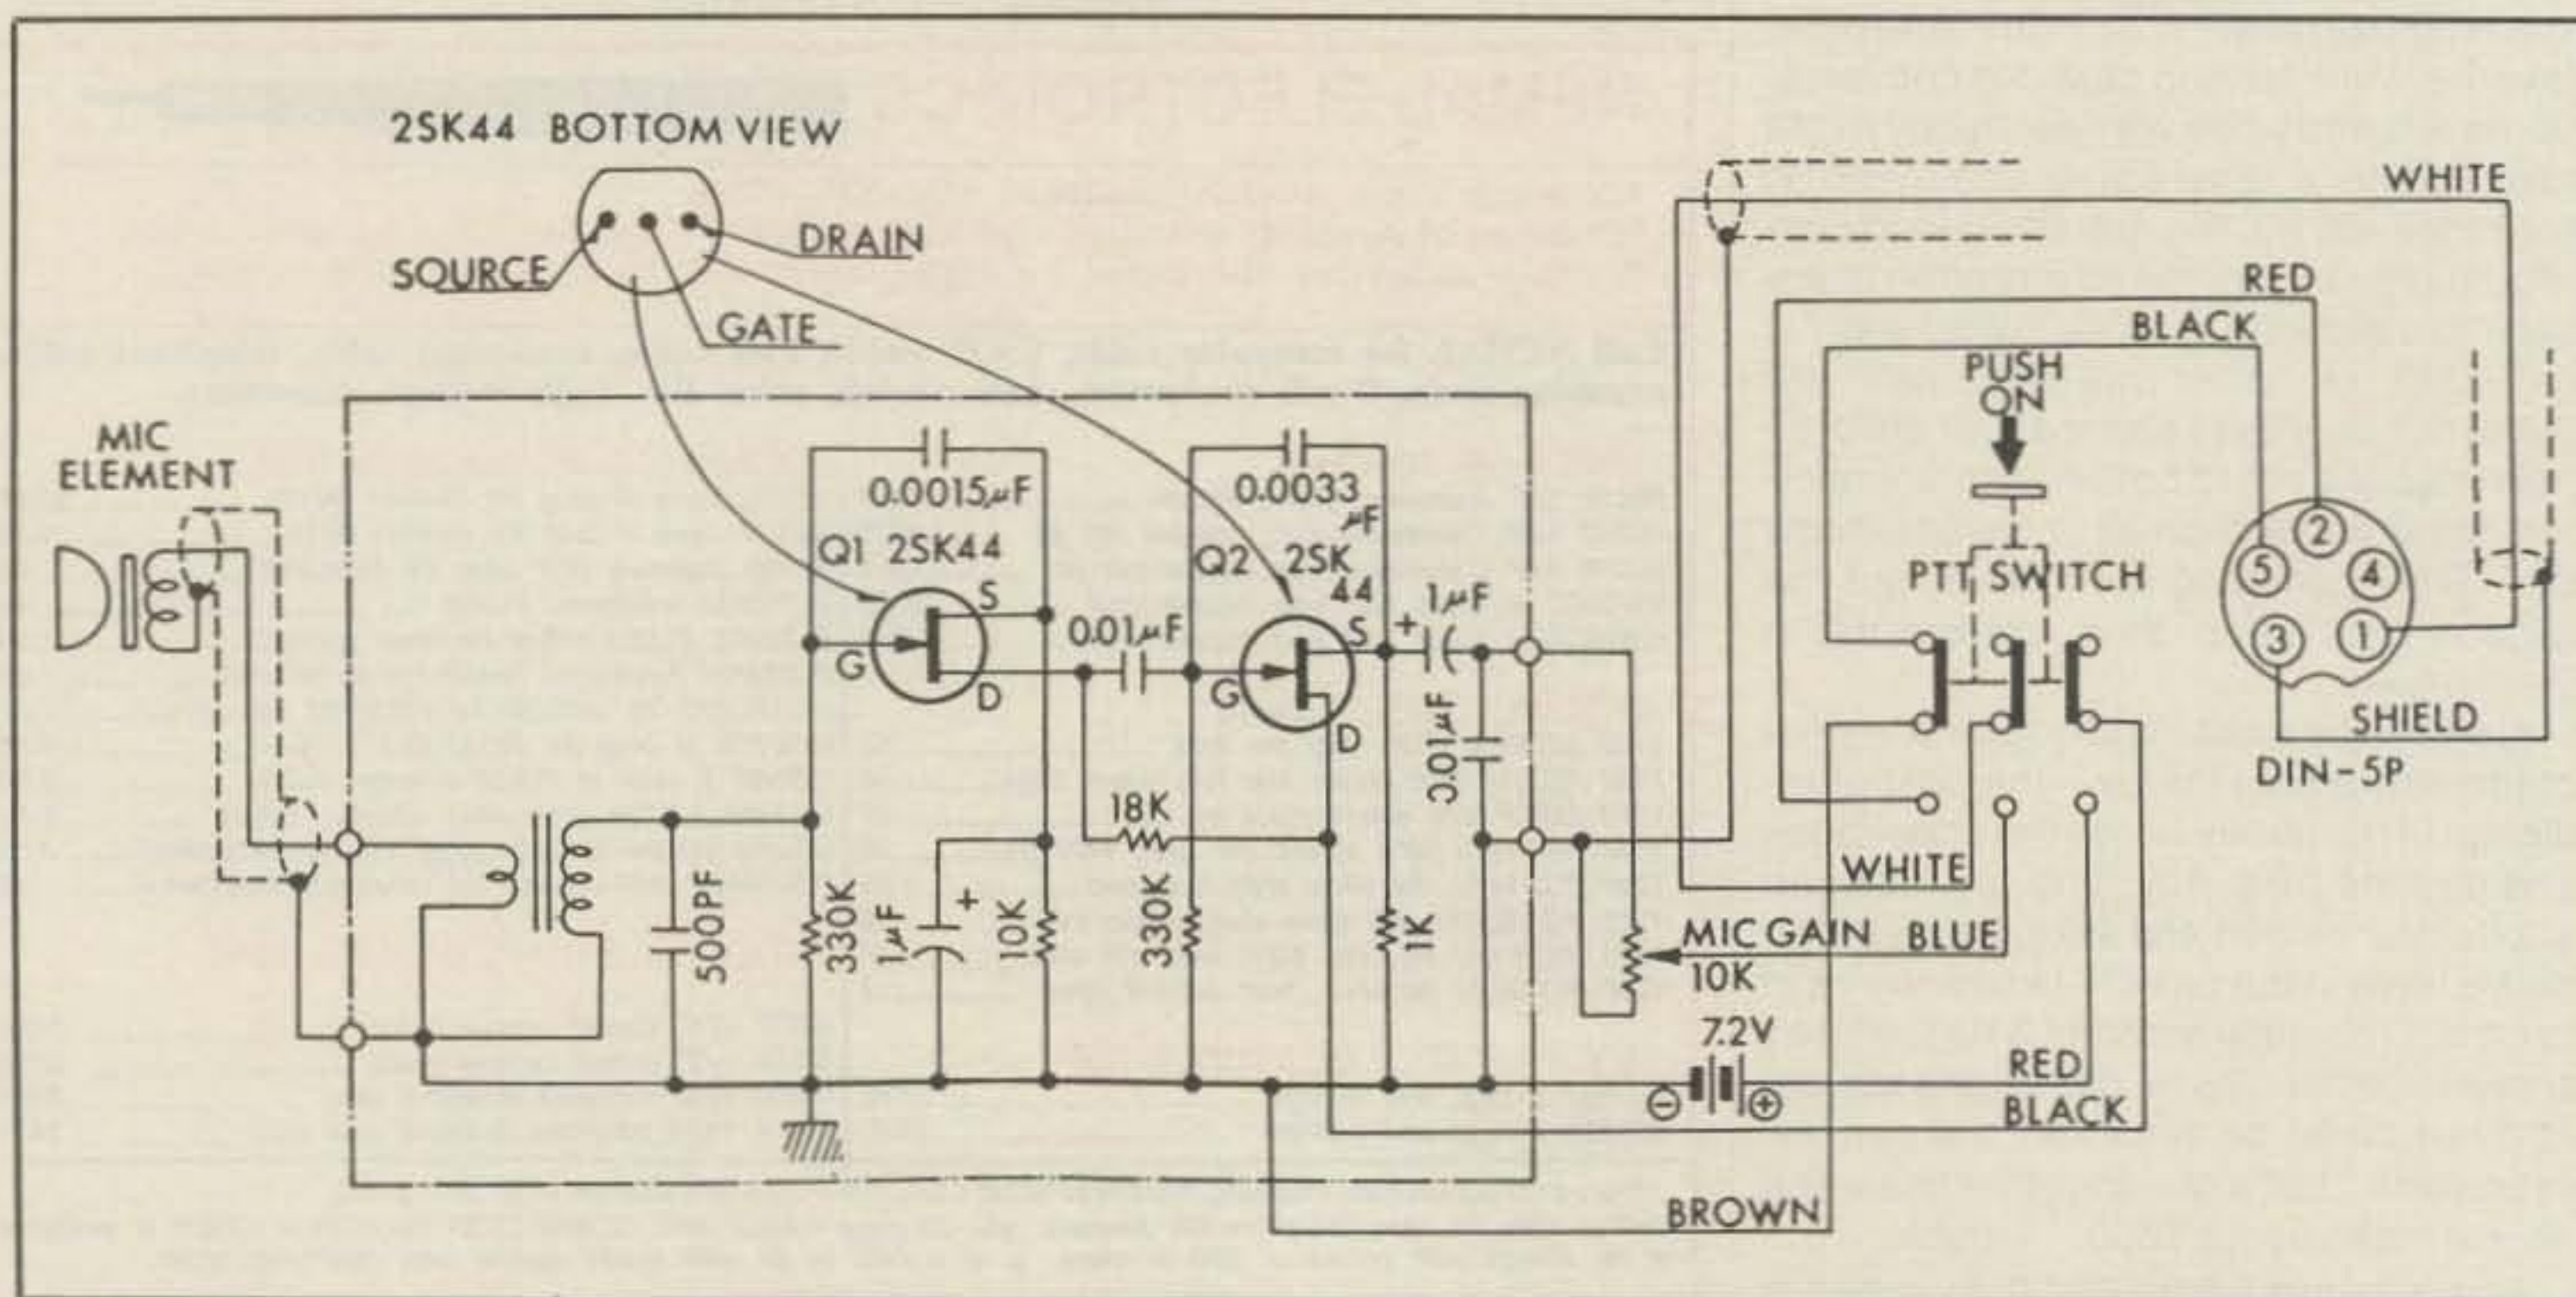 2SK44 BOTTOM VIEW
SOURCE
DRAIN
GATE
WHITE
RED
BLACK
PUSH
ON
MIC
ELEMENT
0.0015μF
0.0033
μF
Q1 2SK44
Q2 2SK
44
S
G
D
0.01μF
S
G
D
+
1μF
0.01μF
PTT SWITCH
2
5
4
3
1
SHIELD
DIN-5P
18K
500PF
330K
1μF
+
10K
330K
1K
WHITE
MIC GAIN
10K
BLUE
7.2V
−
+
RED
BLACK
BROWN